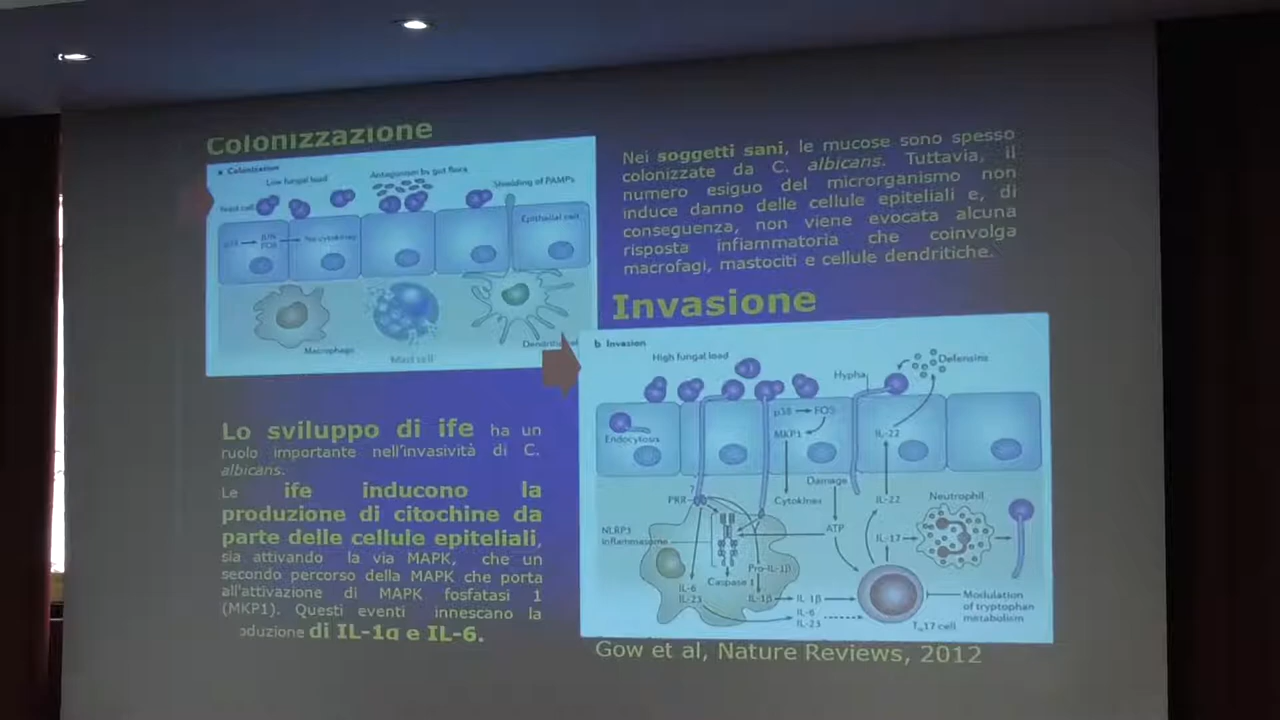 Colonizzazione
a Colonization
Low fungal load
Antagonism by gut flora
Shielding of PAMPs
Yeast cell
Epithelial cell
JUN
FOS
No cytokines
Macrophage
Mast cell
Nei soggetti sani, le mucose sono spesso
colonizzate da C. albicans. Tuttavia, il
numero esiguo del microrganismo non
induce danno delle cellule epiteliali e, di
conseguenza, non viene evocata alcuna
risposta infiammatoria che coinvolga
macrofagi, mastociti e cellule dendritiche.
Invasione
b Invasion
High fungal load
Hypha
Defensins
Endocytosis
p38 FOS
MKP1
IL-22
Damage
PRR
?
Cytokines
IL-22
Neutrophil
NLRP3
inflammasome
ATP
IL-17
Caspase 1
Pro-IL-1β
IL-6
IL-23
IL-1β
IL-1β
IL-6
IL-23
TH17 cell
Modulation
of tryptophan
metabolism
Lo sviluppo di ife ha un
ruolo importante nell'invasività di C.
albicans.
Le ife inducono la
produzione di citochine da
parte delle cellule epiteliali,
sia attivando la via MAPK, che un
secondo percorso della MAPK che porta
all'attivazione di MAPK fosfatasi 1
(MKP1). Questi eventi innescano la
oduzione di IL-1α e IL-6.
Gow et al, Nature Reviews, 2012